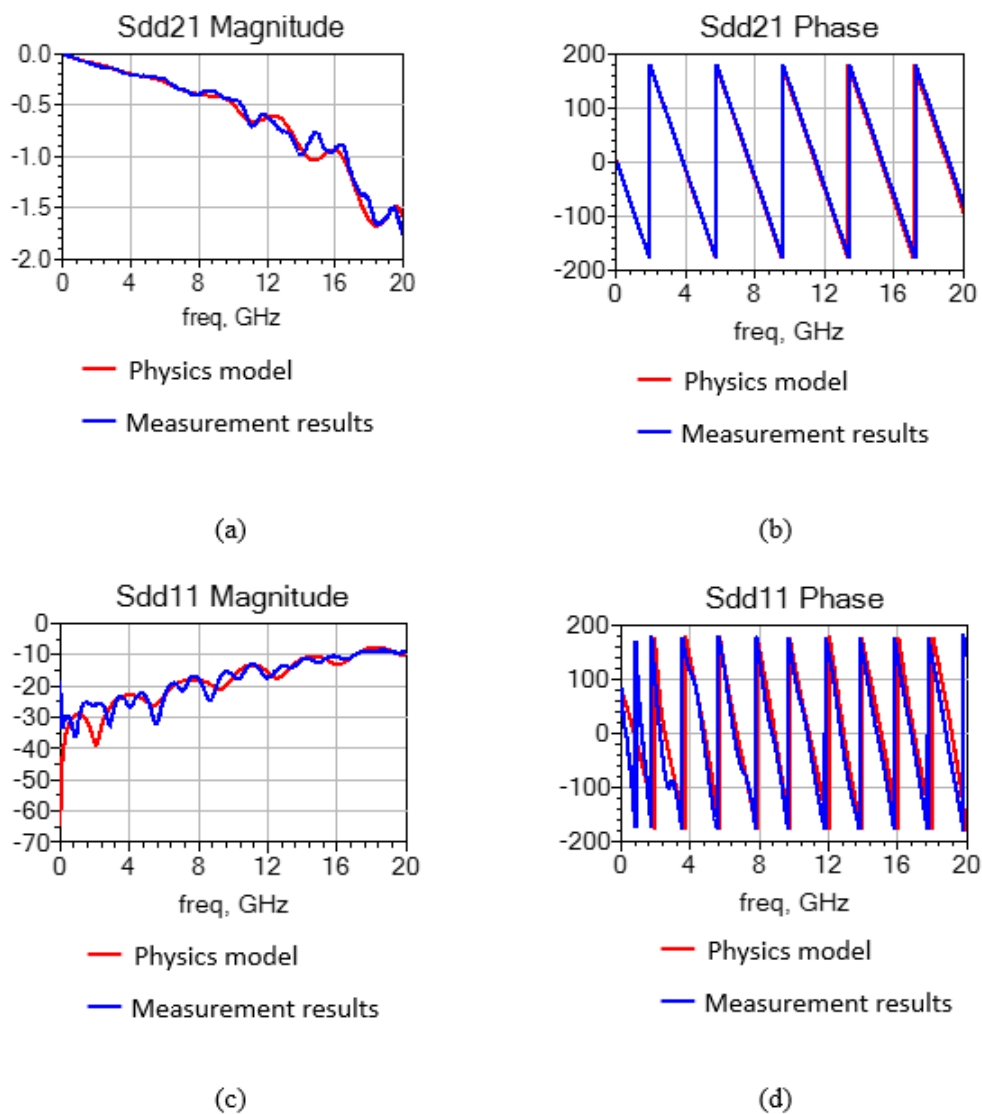 Sdd21 Magnitude
0.0
-0.5
-1.0
-1.5
-2.0
0 4 8 12 16 20
freq, GHz
Physics model
Measurement results
(a)
Sdd21 Phase
200
100
0
-100
-200
0 4 8 12 16 20
freq, GHz
Physics model
Measurement results
(b)
Sdd11 Magnitude
0
-10
-20
-30
-40
-50
-60
-70
0 4 8 12 16 20
freq, GHz
Physics model
Measurement results
(c)
Sdd11 Phase
200
100
0
-100
-200
0 4 8 12 16 20
freq, GHz
Physics model
Measurement results
(d)